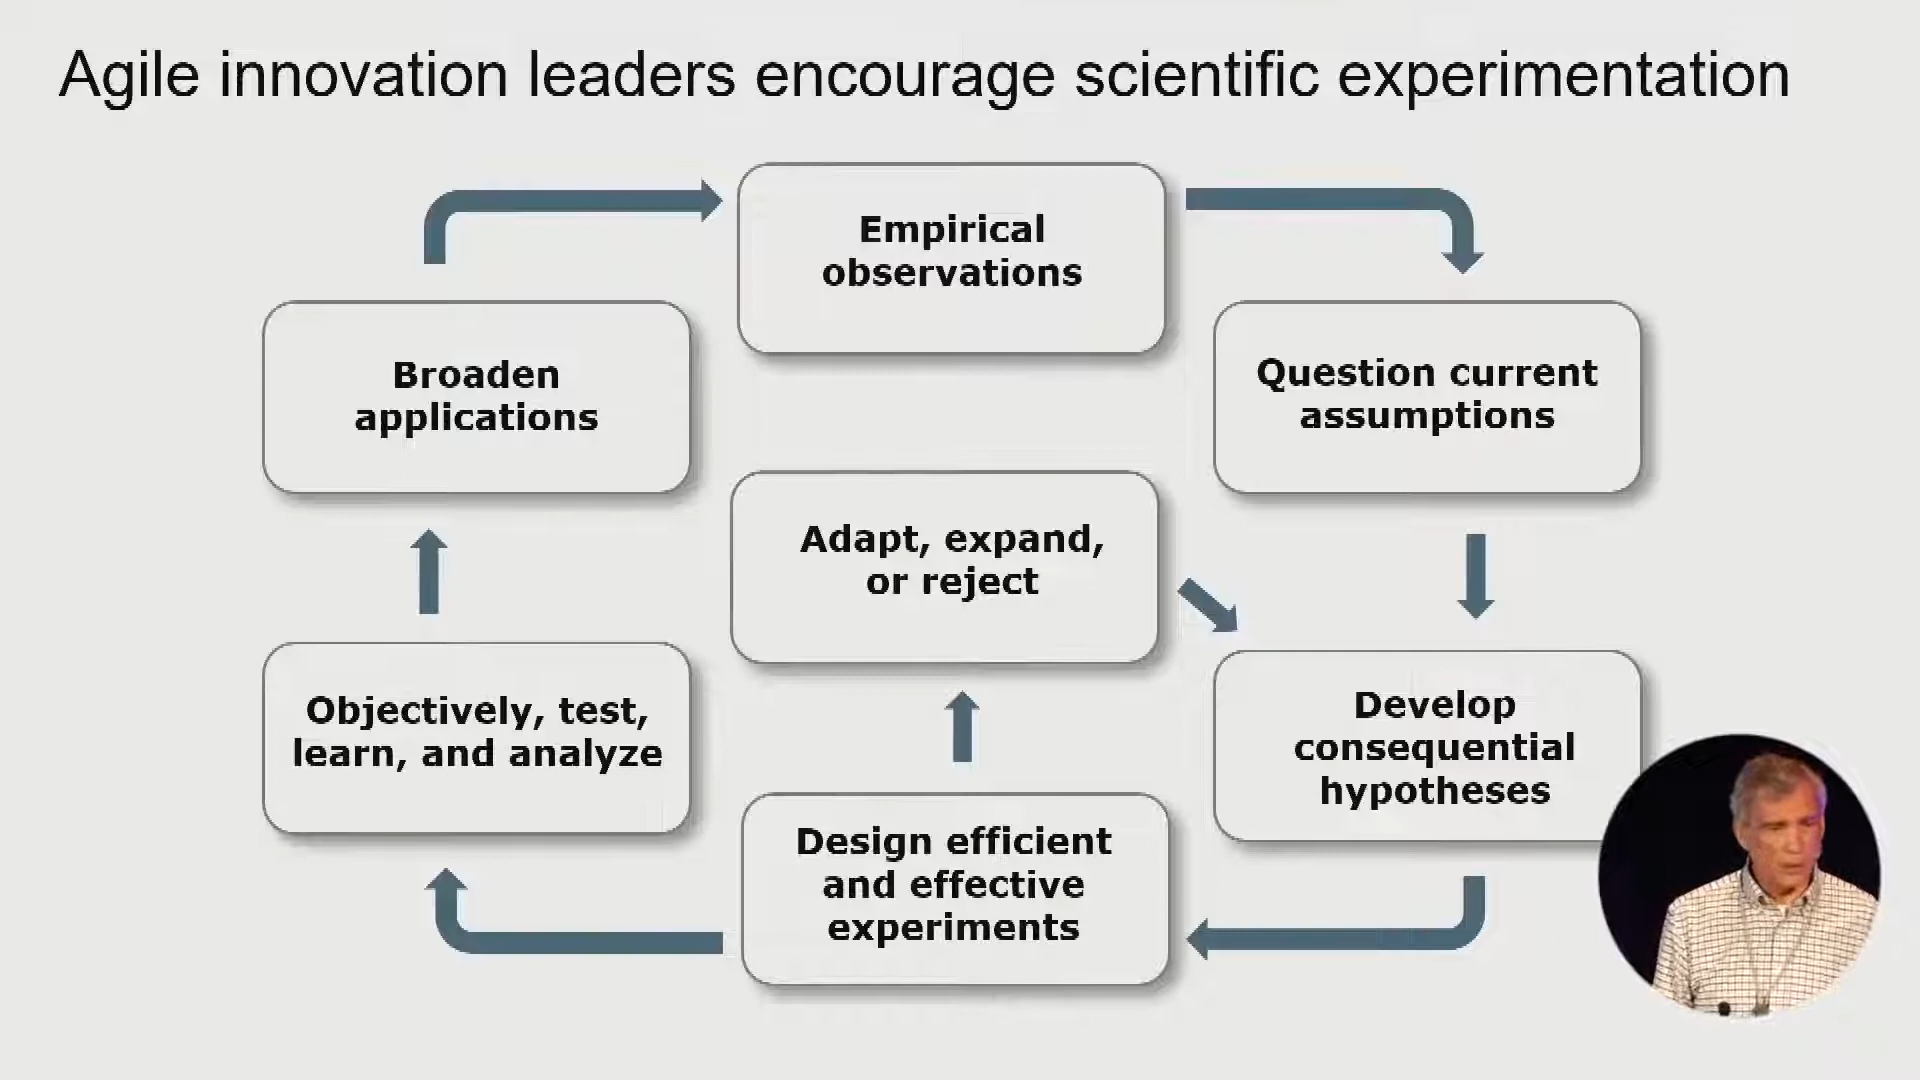 Agile innovation leaders encourage scientific experimentation
Empirical
observations
Question current
assumptions
Develop
consequential
hypotheses
Design efficient
and effective
experiments
Adapt, expand,
or reject
Objectively, test,
learn, and analyze
Broaden
applications